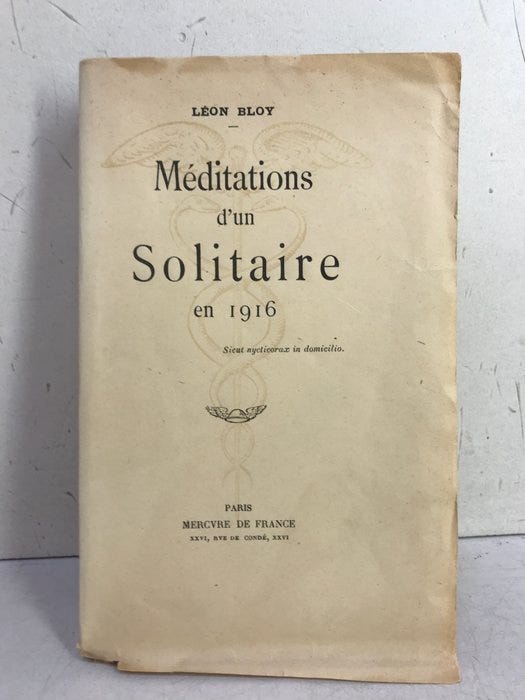 LÉON BLOY
Méditations
d'un
Solitaire
en 1916
Sicut nycticorax in domicilio.
PARIS
MERCVRE DE FRANCE
XXVI, RVE DE CONDÉ, XXVI